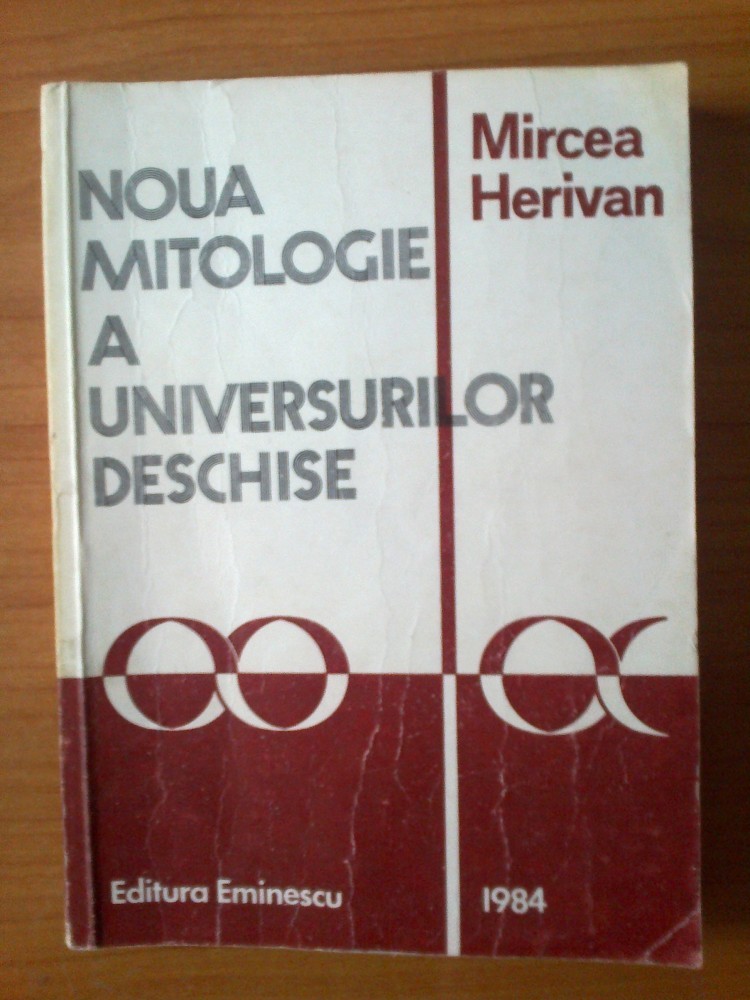 Mircea
Herivan
NOUA
MITOLOGIE
A
UNIVERSURILOR
DESCHISE
Editura Eminescu
1984